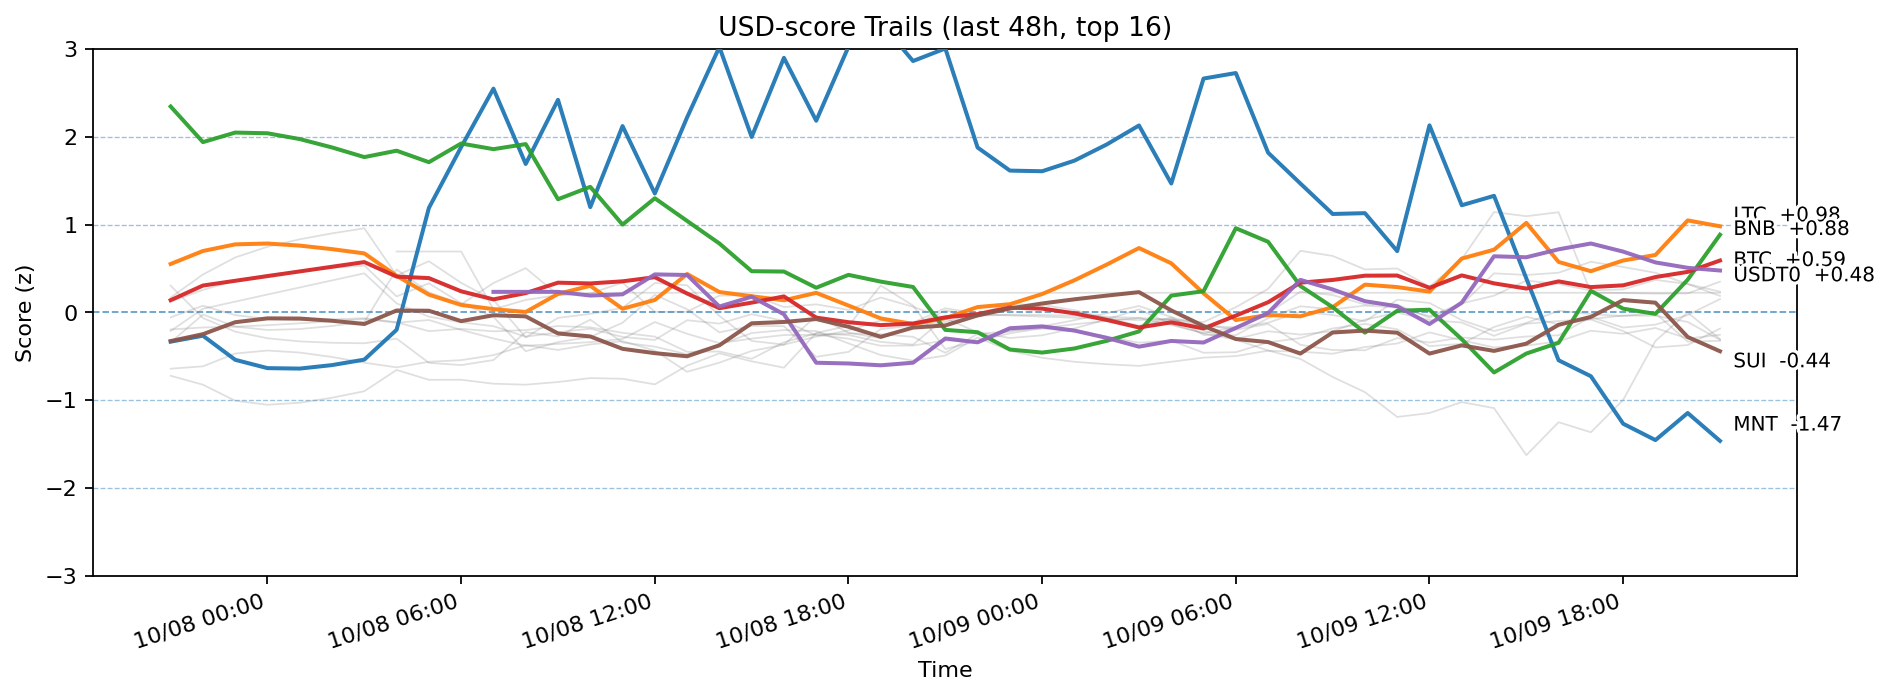 USD-score Trails (last 48h, top 16)
Score (z)
3
2
1
0
−1
−2
−3
LTC +0.98
BNB +0.88
BTC +0.59
USDT0 +0.48
SUI -0.44
MNT -1.47
10/08 00:00
10/08 06:00
10/08 12:00
10/08 18:00
10/09 00:00
10/09 06:00
10/09 12:00
10/09 18:00
Time